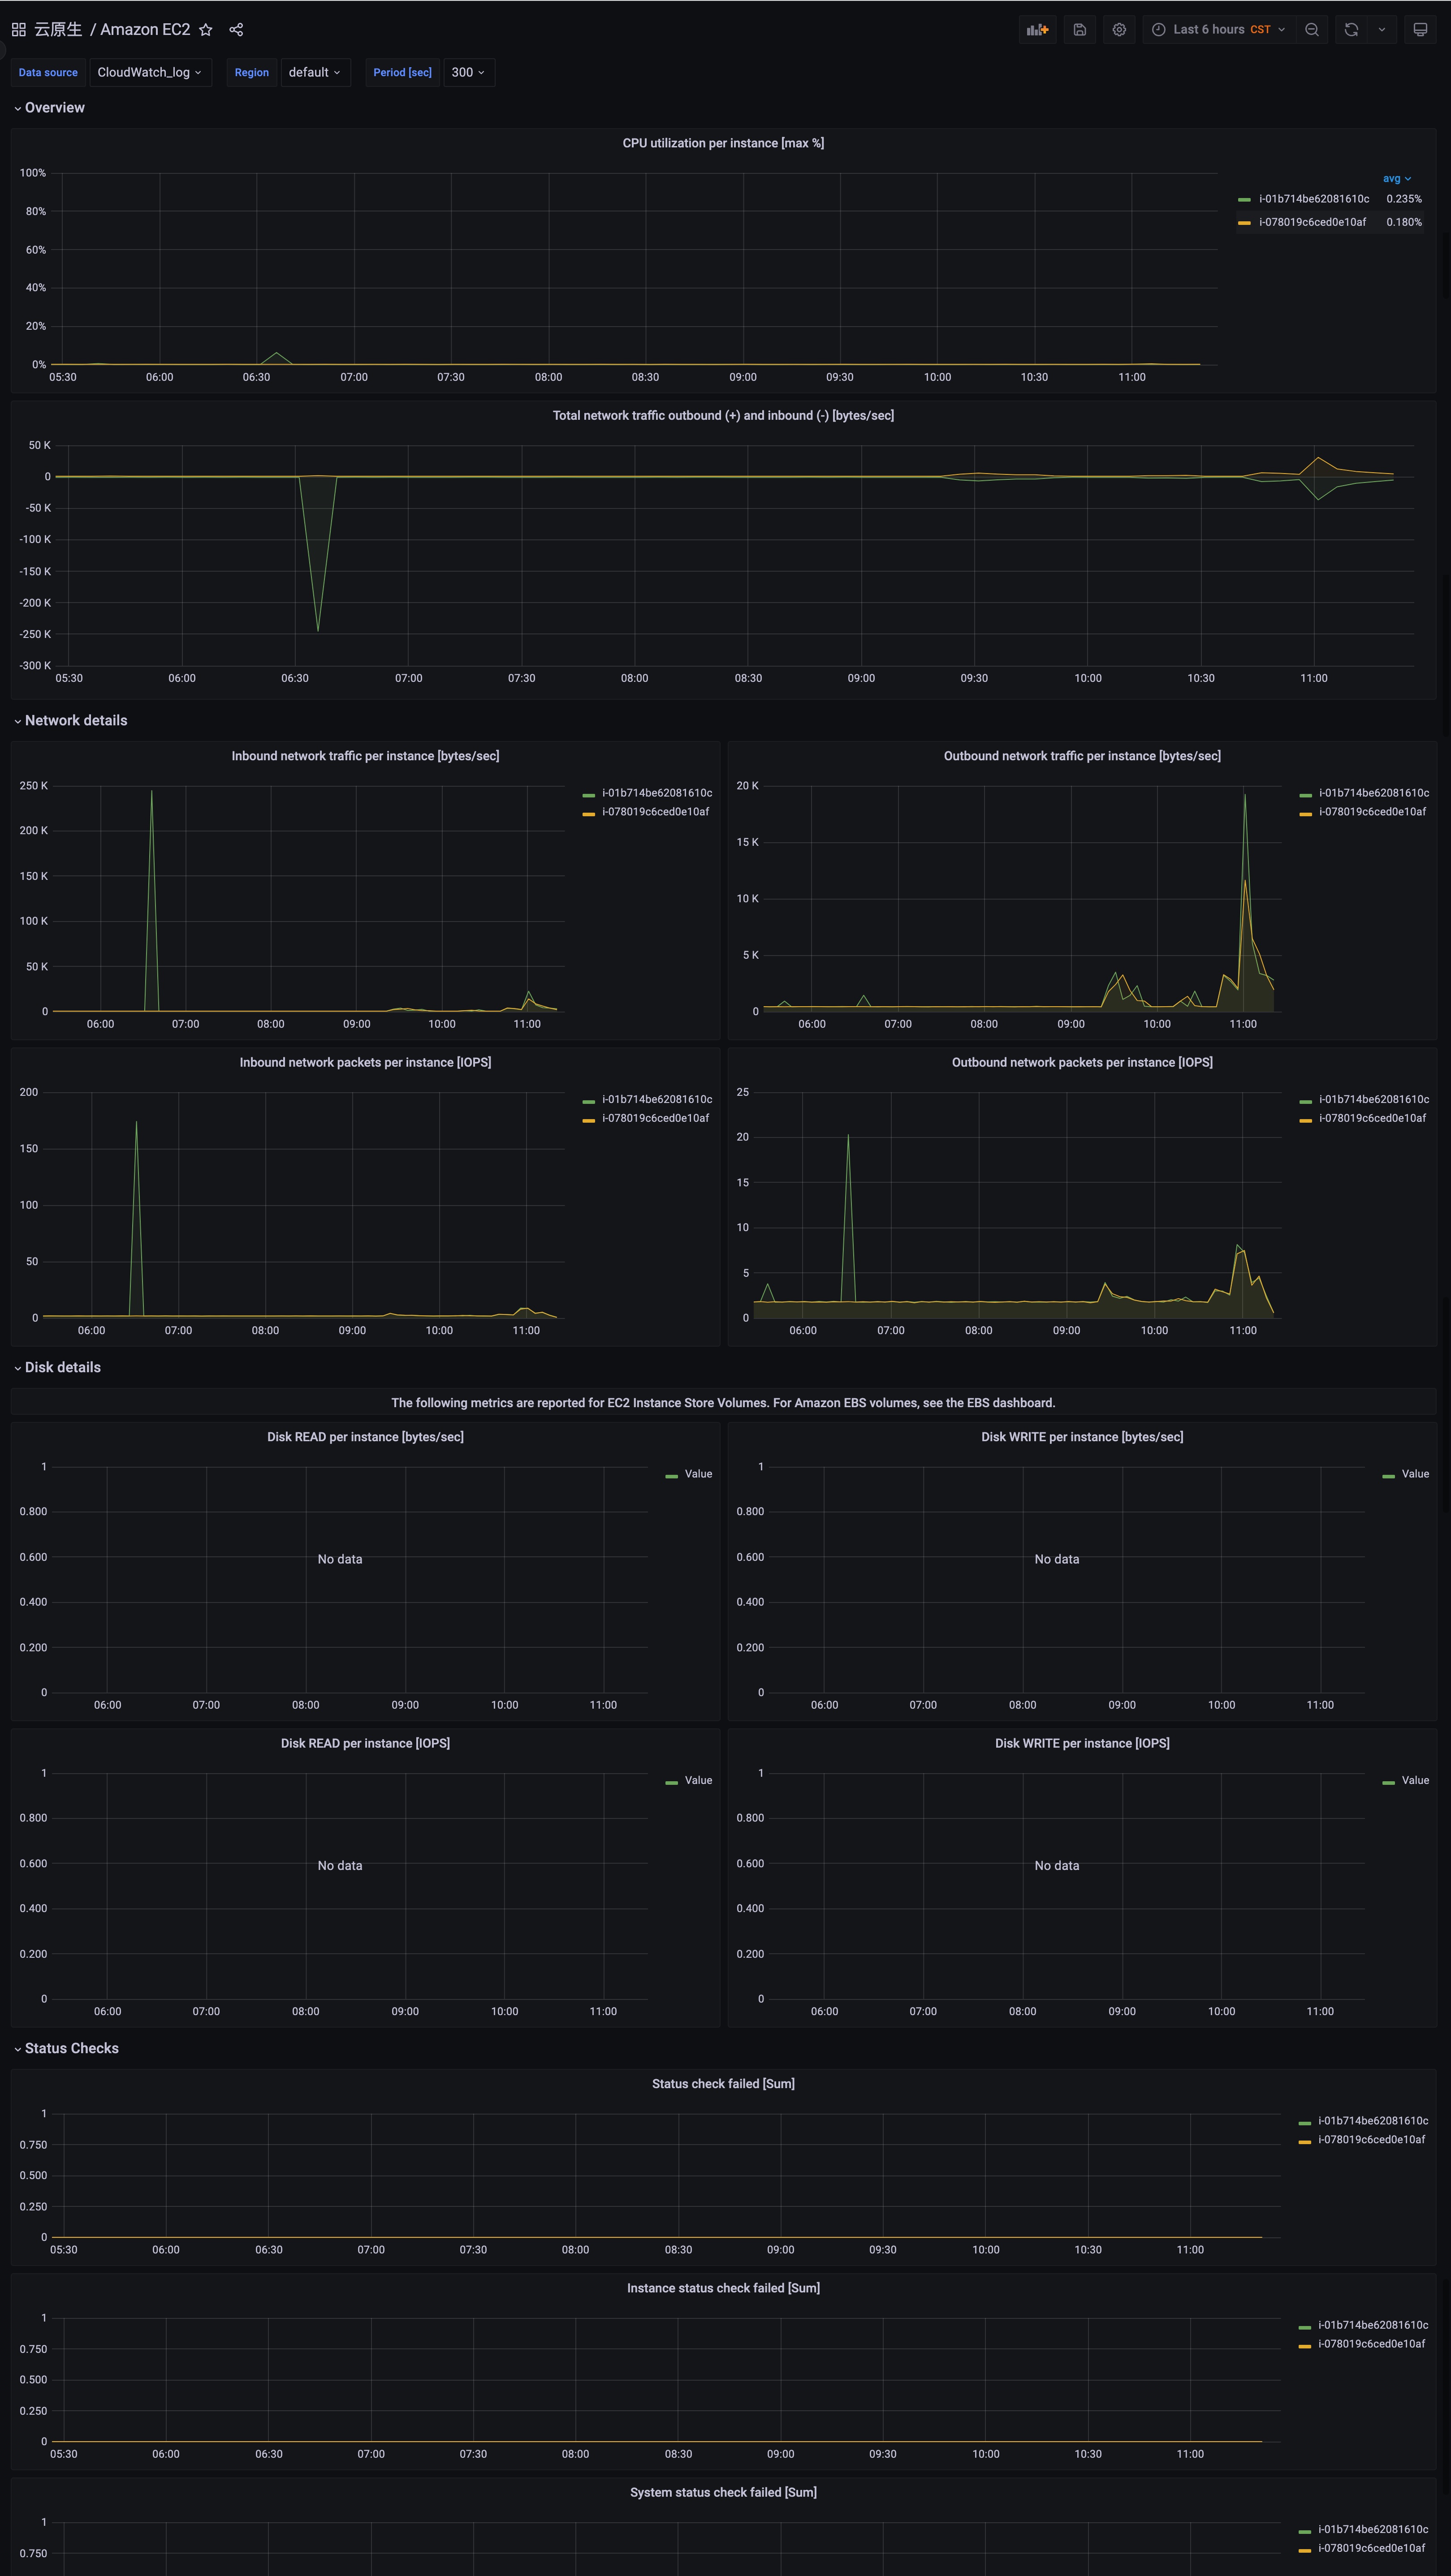 云原生 / Amazon EC2
Last 6 hours CST
Data source CloudWatch_log Region default Period [sec] 300
Overview
CPU utilization per instance [max %]
100%
80%
60%
40%
20%
0%
05:30 06:00 06:30 07:00 07:30 08:00 08:30 09:00 09:30 10:00 10:30 11:00
avg
i-01b714be62081610c 0.235%
i-078019c6ced0e10af 0.180%
Total network traffic outbound (+) and inbound (-) [bytes/sec]
50 K
0
-50 K
-100 K
-150 K
-200 K
-250 K
-300 K
05:30 06:00 06:30 07:00 07:30 08:00 08:30 09:00 09:30 10:00 10:30 11:00
Network details
Inbound network traffic per instance [bytes/sec]
250 K
200 K
150 K
100 K
50 K
0
06:00 07:00 08:00 09:00 10:00 11:00
i-01b714be62081610c
i-078019c6ced0e10af
Outbound network traffic per instance [bytes/sec]
20 K
15 K
10 K
5 K
0
06:00 07:00 08:00 09:00 10:00 11:00
i-01b714be62081610c
i-078019c6ced0e10af
Inbound network packets per instance [IOPS]
200
150
100
50
0
06:00 07:00 08:00 09:00 10:00 11:00
i-01b714be62081610c
i-078019c6ced0e10af
Outbound network packets per instance [IOPS]
25
20
15
10
5
0
06:00 07:00 08:00 09:00 10:00 11:00
i-01b714be62081610c
i-078019c6ced0e10af
Disk details
The following metrics are reported for EC2 Instance Store Volumes. For Amazon EBS volumes, see the EBS dashboard.
Disk READ per instance [bytes/sec]
1
0.800
0.600
0.400
0.200
0
No data
06:00 07:00 08:00 09:00 10:00 11:00
Value
Disk WRITE per instance [bytes/sec]
1
0.800
0.600
0.400
0.200
0
No data
06:00 07:00 08:00 09:00 10:00 11:00
Value
Disk READ per instance [IOPS]
1
0.800
0.600
0.400
0.200
0
No data
06:00 07:00 08:00 09:00 10:00 11:00
Value
Disk WRITE per instance [IOPS]
1
0.800
0.600
0.400
0.200
0
No data
06:00 07:00 08:00 09:00 10:00 11:00
Value
Status Checks
Status check failed [Sum]
1
0.750
0.500
0.250
0
05:30 06:00 06:30 07:00 07:30 08:00 08:30 09:00 09:30 10:00 10:30 11:00
i-01b714be62081610c
i-078019c6ced0e10af
Instance status check failed [Sum]
1
0.750
0.500
0.250
0
05:30 06:00 06:30 07:00 07:30 08:00 08:30 09:00 09:30 10:00 10:30 11:00
i-01b714be62081610c
i-078019c6ced0e10af
System status check failed [Sum]
1
0.750
i-01b714be62081610c
i-078019c6ced0e10af